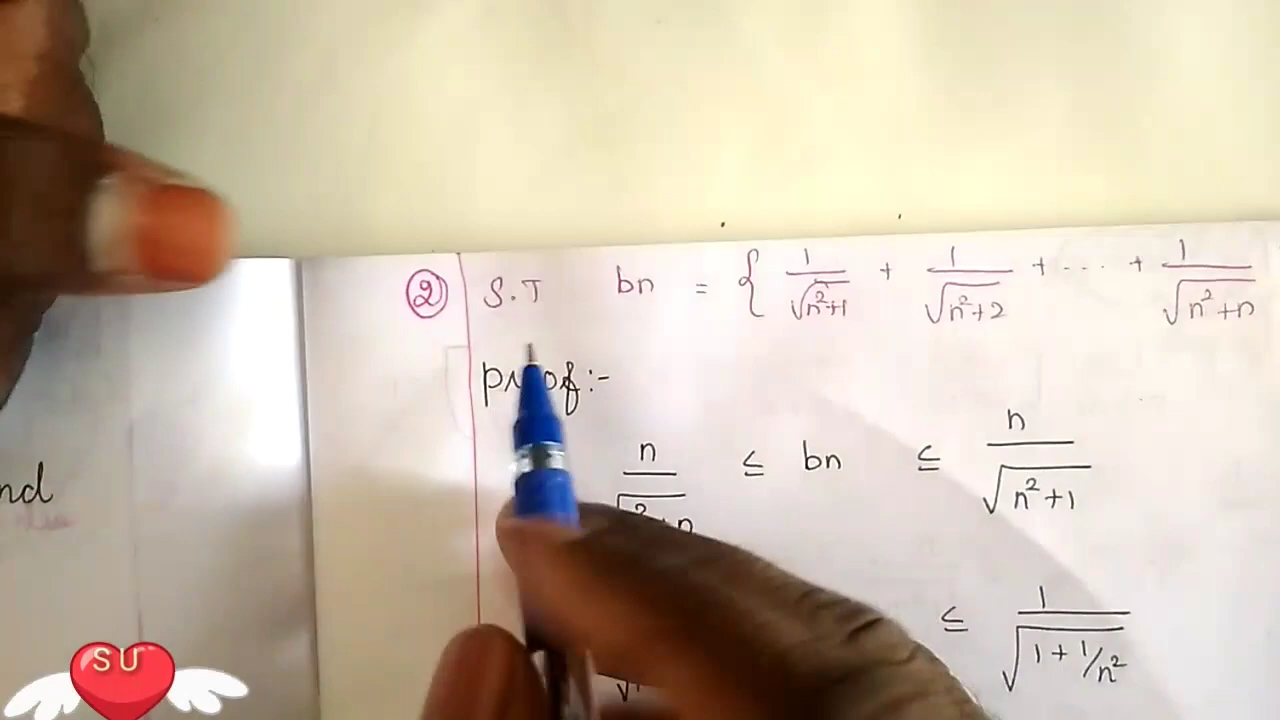 ② S.T bn = { 1/√(n²+1) + 1/√(n²+2) + ... + 1/√(n²+n)
proof:-
nd
n/√(n²+n) ≤ bn ≤ n/√(n²+1)
≤ 1/√(1+1/n²)
SU